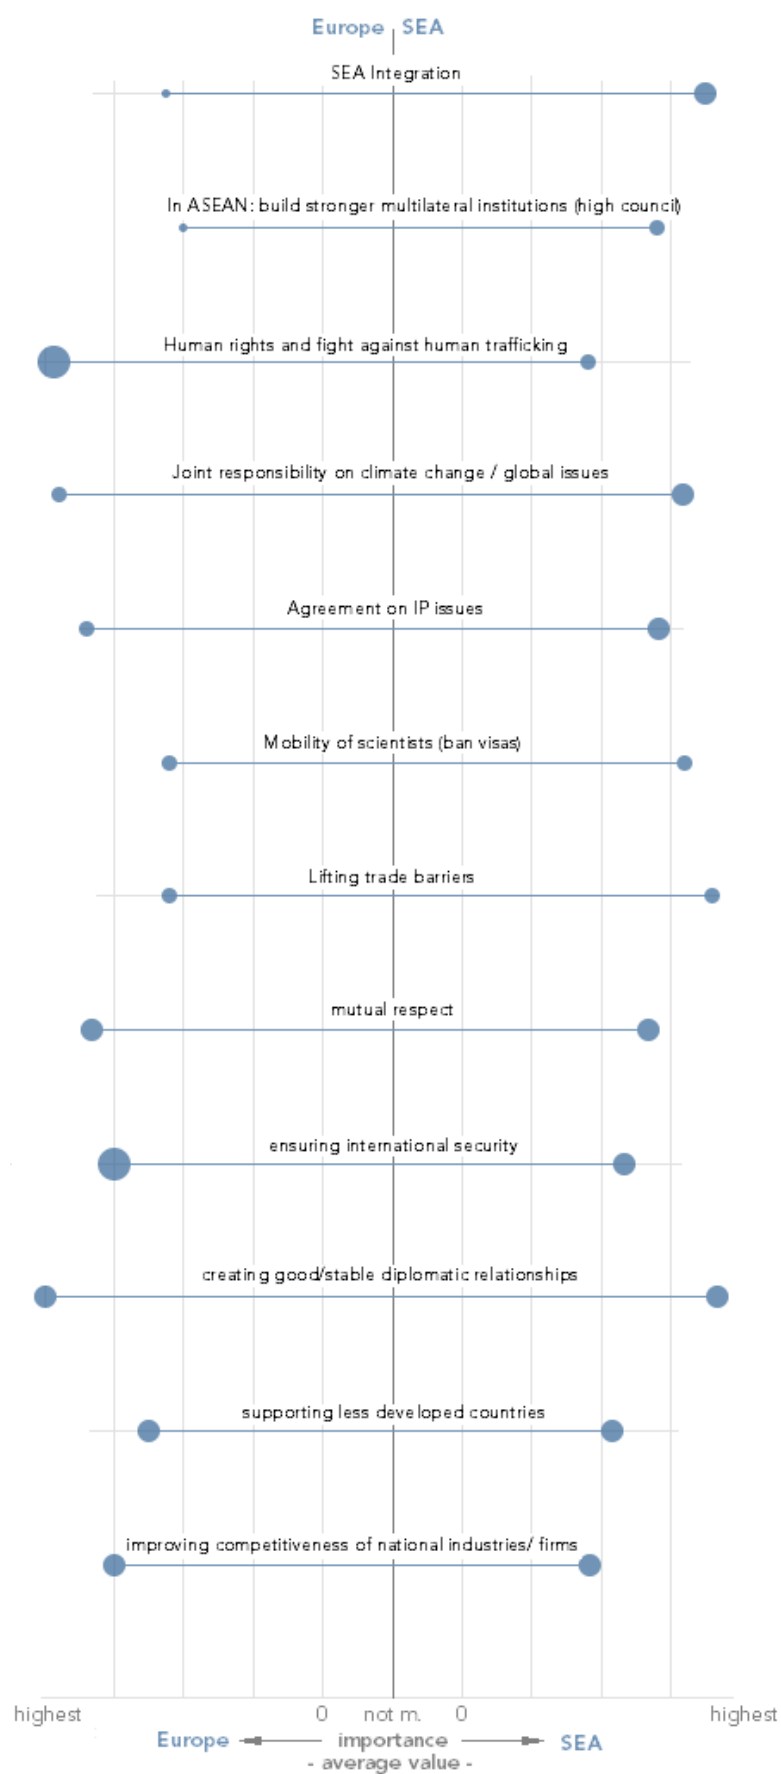 Europe SEA
SEA Integration
In ASEAN: build stronger multilateral institutions (high council)
Human rights and fight against human trafficking
Joint responsibility on climate change / global issues
Agreement on IP issues
Mobility of scientists (ban visas)
Lifting trade barriers
mutual respect
ensuring international security
creating good/stable diplomatic relationships
supporting less developed countries
improving competitiveness of national industries/ firms
highest 0 not m. 0 highest
Europe importance SEA
- average value -